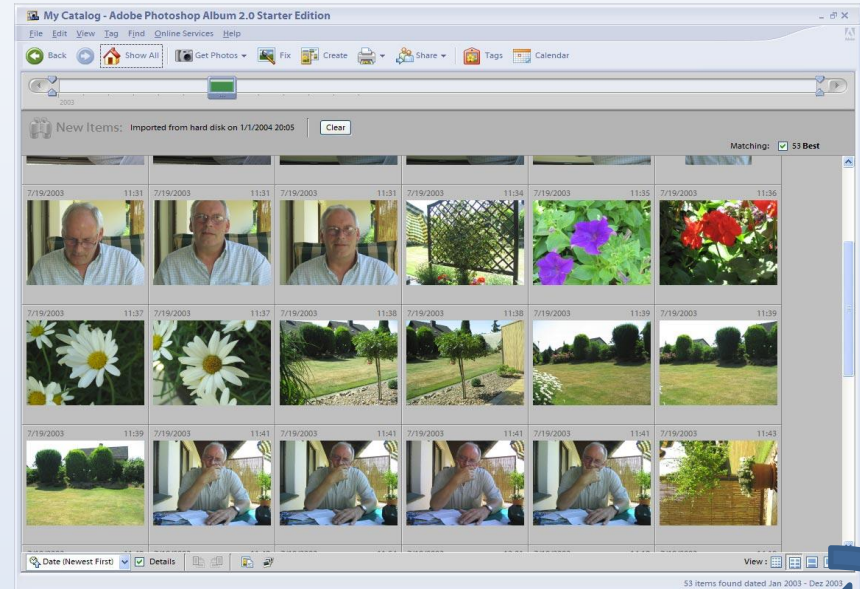 My Catalog - Adobe Photoshop Album 2.0 Starter Edition
File Edit View Tag Find Online Services Help
Back Show All Get Photos Fix Create Share Tags Calendar
2003
New Items: Imported from hard disk on 1/1/2004 20:05 Clear
Matching: 53 Best
7/19/2003 11:31 7/19/2003 11:31 7/19/2003 11:31 7/19/2003 11:34 7/19/2003 11:35 7/19/2003 11:36
7/19/2003 11:37 7/19/2003 11:37 7/19/2003 11:38 7/19/2003 11:38 7/19/2003 11:39 7/19/2003 11:39
7/19/2003 11:39 7/19/2003 11:41 7/19/2003 11:41 7/19/2003 11:41 7/19/2003 11:41 7/19/2003 11:43
Date (Newest First) Details View :
53 items found dated Jan 2003 - Dez 2003